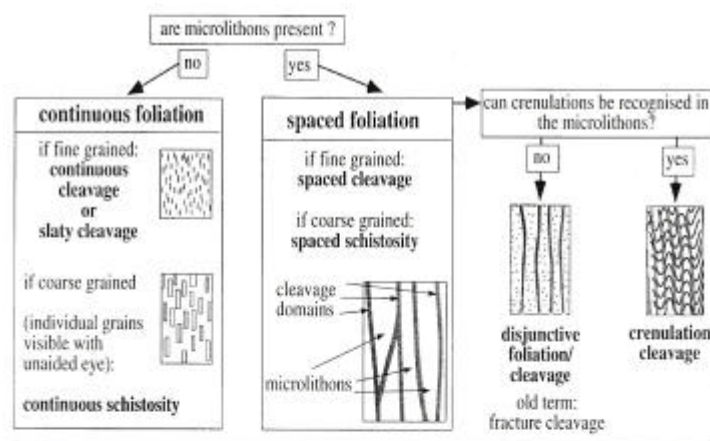 are microlithons present ?
no
yes
continuous foliation
if fine grained:
continuous
cleavage
or
slaty cleavage
if coarse grained
(individual grains
visible with
unaided eye):
continuous schistosity
spaced foliation
if fine grained:
spaced cleavage
if coarse grained:
spaced schistosity
cleavage
domains
microlithons
can crenulations be recognised in
the microlithons?
no
yes
disjunctive
foliation/
cleavage
old term:
fracture cleavage
crenulation
cleavage